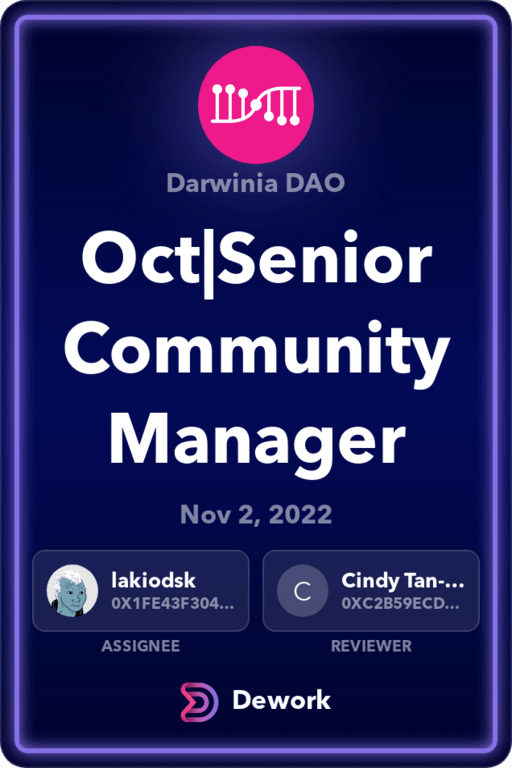 Darwinia DAO
Oct|Senior
Community
Manager
Nov 2, 2022
lakiodsk
0X1FE43F304...
ASSIGNEE
C
Cindy Tan-...
0XC2B59ECD...
REVIEWER
Dework